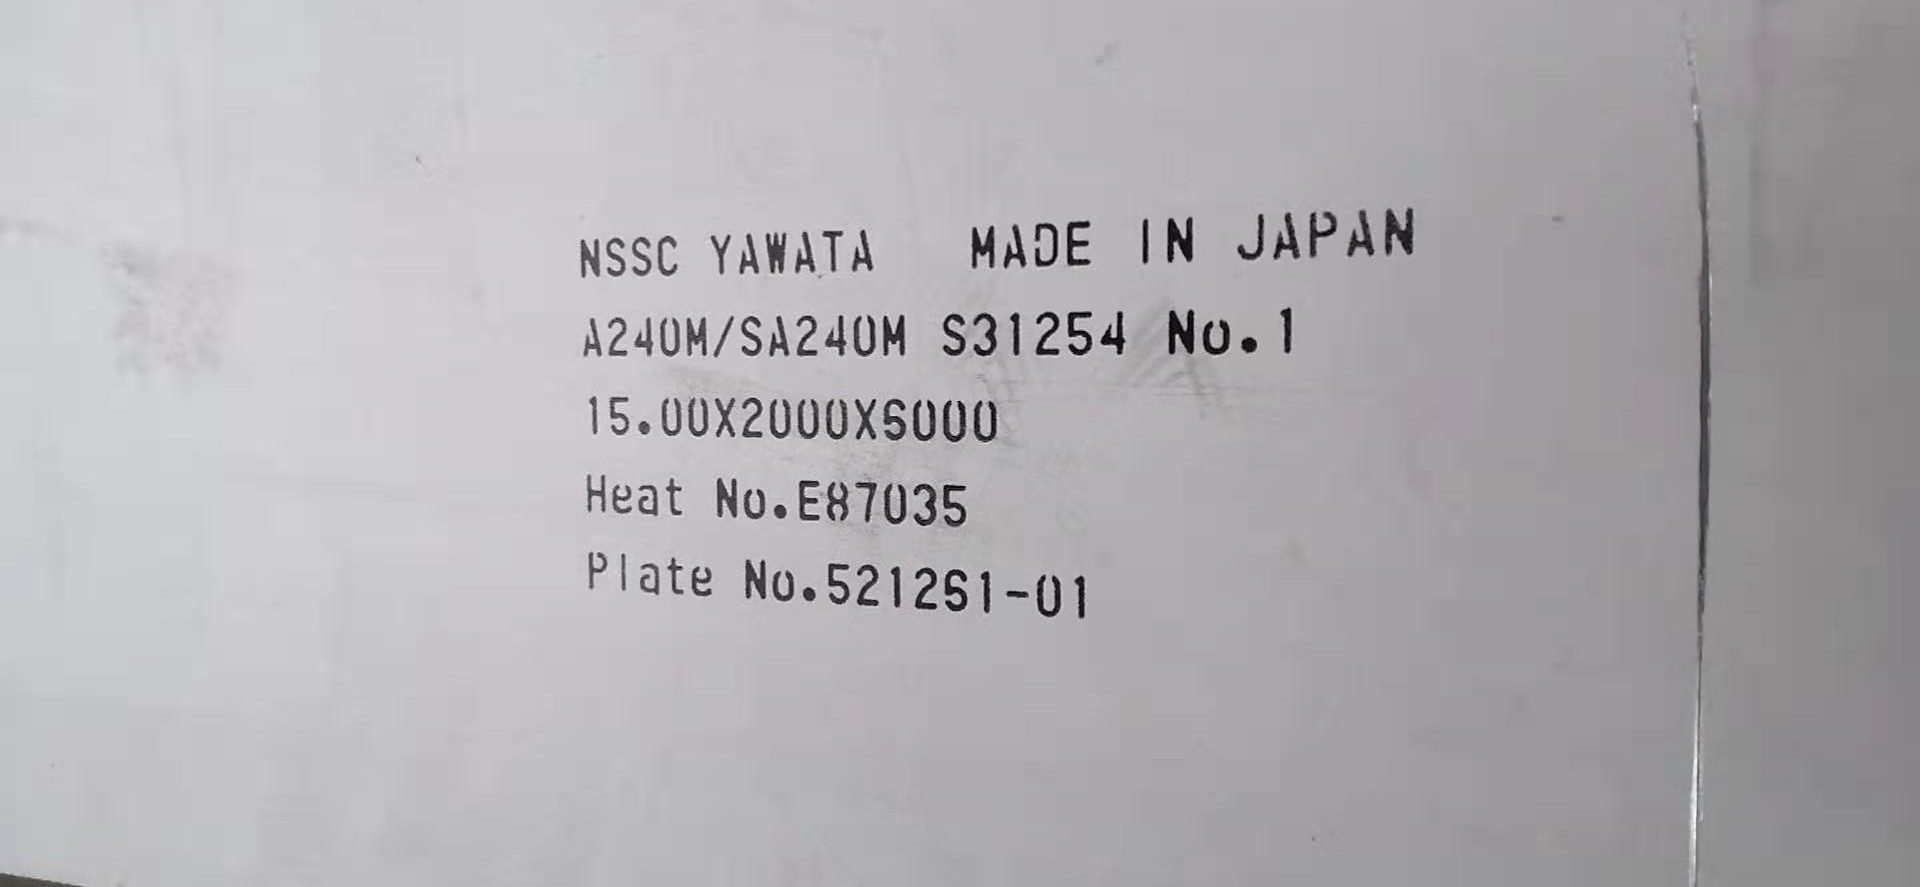 NSSC YAWATA MADE IN JAPAN
A240M/SA240M S31254 No.1
15.00X2000X6000
Heat No.E87035
Plate No.521261-01